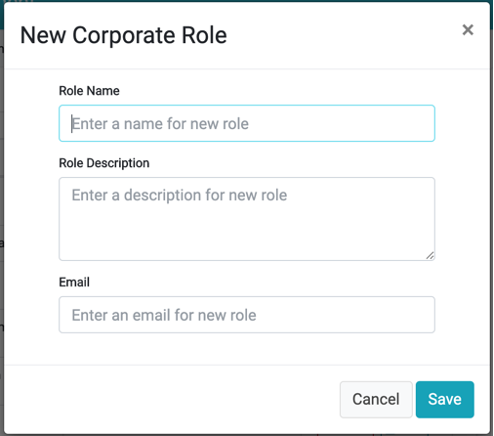 New Corporate Role
×
Role Name
Enter a name for new role
Role Description
Enter a description for new role
Email
Enter an email for new role
Cancel
Save